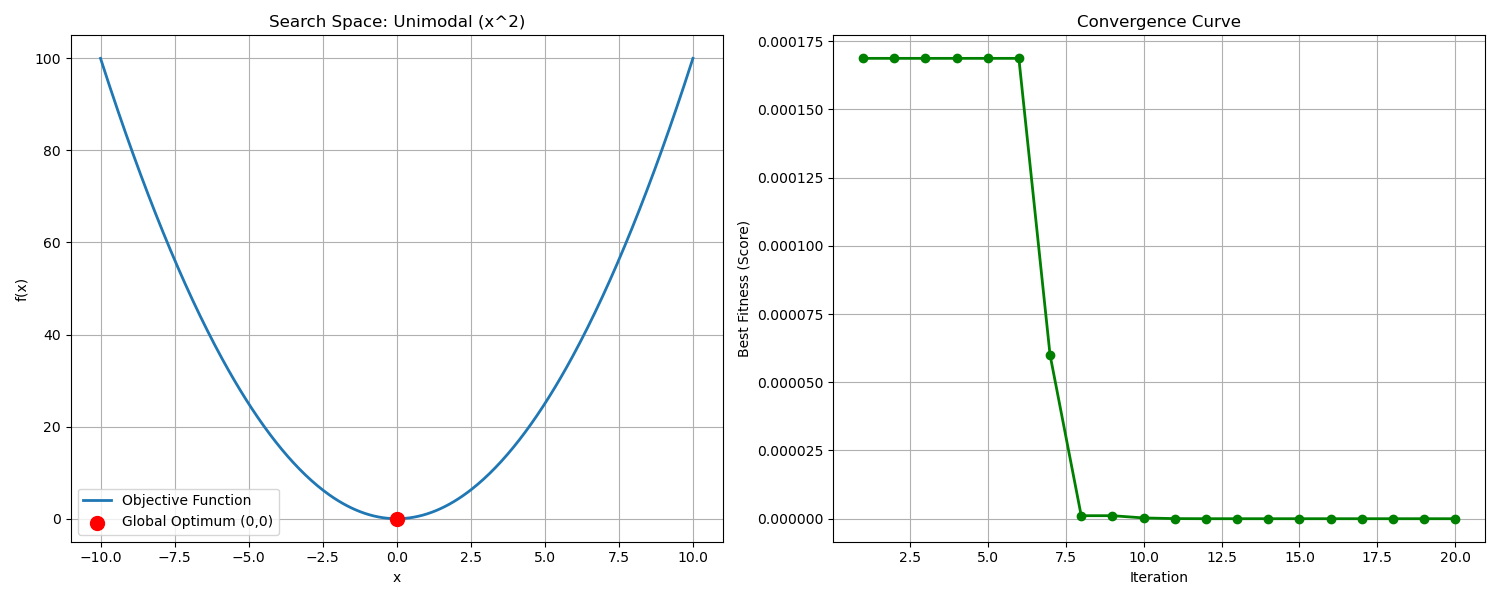 Search Space: Unimodal (x^2)
100
80
60
40
20
0
f(x)
Objective Function
Global Optimum (0,0)
−10.0 −7.5 −5.0 −2.5 0.0 2.5 5.0 7.5 10.0
x
Convergence Curve
0.000175
0.000150
0.000125
0.000100
0.000075
0.000050
0.000025
0.000000
Best Fitness (Score)
2.5 5.0 7.5 10.0 12.5 15.0 17.5 20.0
Iteration